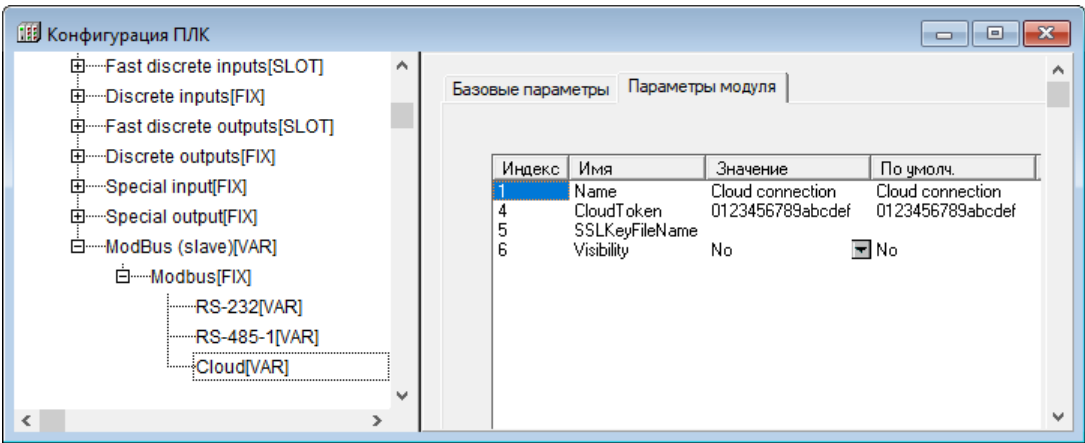 Конфигурация ПЛК
Fast discrete inputs[SLOT]
Discrete inputs[FIX]
Fast discrete outputs[SLOT]
Discrete outputs[FIX]
Special input[FIX]
Special output[FIX]
ModBus (slave)[VAR]
Modbus[FIX]
RS-232[VAR]
RS-485-1[VAR]
Cloud[VAR]
Базовые параметры Параметры модуля
Индекс Имя Значение По умолч.
1 Name Cloud connection Cloud connection
4 CloudToken 0123456789abcdef 0123456789abcdef
5 SSLKeyFileName
6 Visibility No No